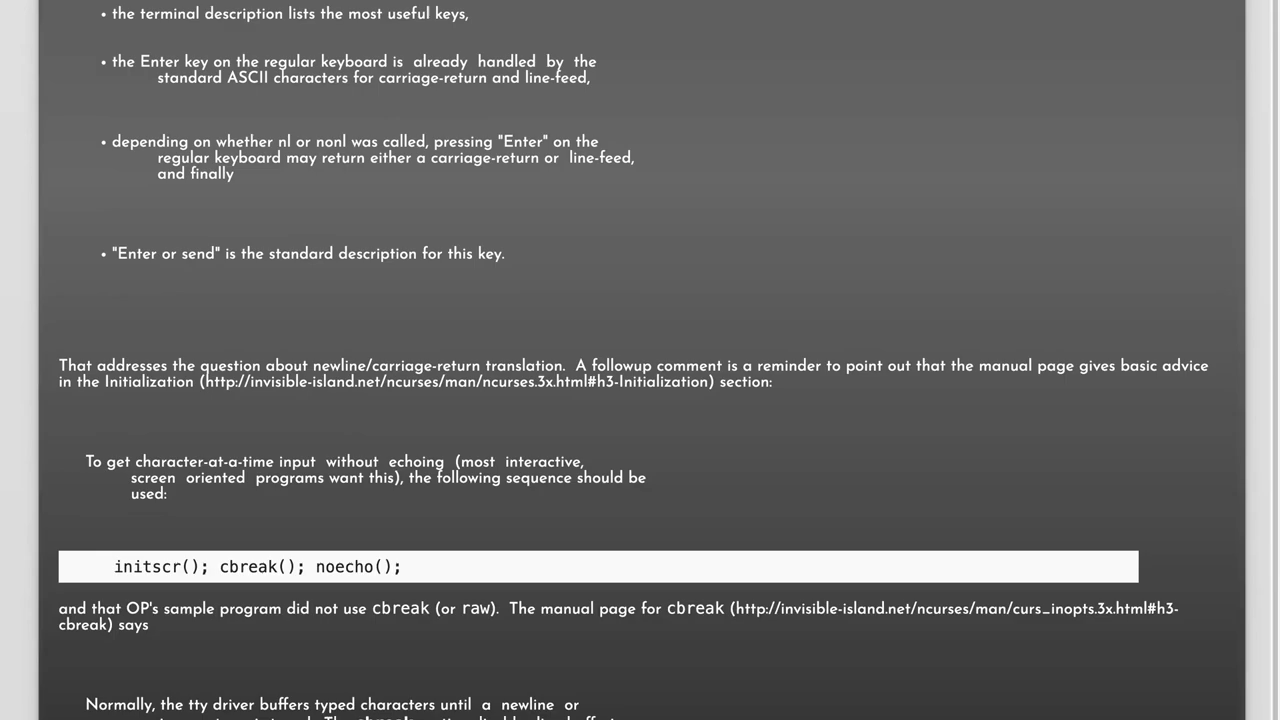 • the terminal description lists the most useful keys,
• the Enter key on the regular keyboard is  already  handled  by  the
standard ASCII characters for carriage-return and line-feed,
• depending on whether nl or nonl was called, pressing "Enter" on the
regular keyboard may return either a carriage-return or  line-feed,
and finally
• "Enter or send" is the standard description for this key.
That addresses the question about newline/carriage-return translation.  A followup comment is a reminder to point out that the manual page gives basic advice
in the Initialization (http://invisible-island.net/ncurses/man/ncurses.3x.html#h3-Initialization) section:
To get character-at-a-time input  without  echoing  (most  interactive,
screen  oriented  programs want this), the following sequence should be
used:
initscr(); cbreak(); noecho();
and that OP's sample program did not use cbreak (or raw).  The manual page for cbreak (http://invisible-island.net/ncurses/man/curs_inopts.3x.html#h3-
cbreak) says
Normally, the tty driver buffers typed characters until  a  newline  or